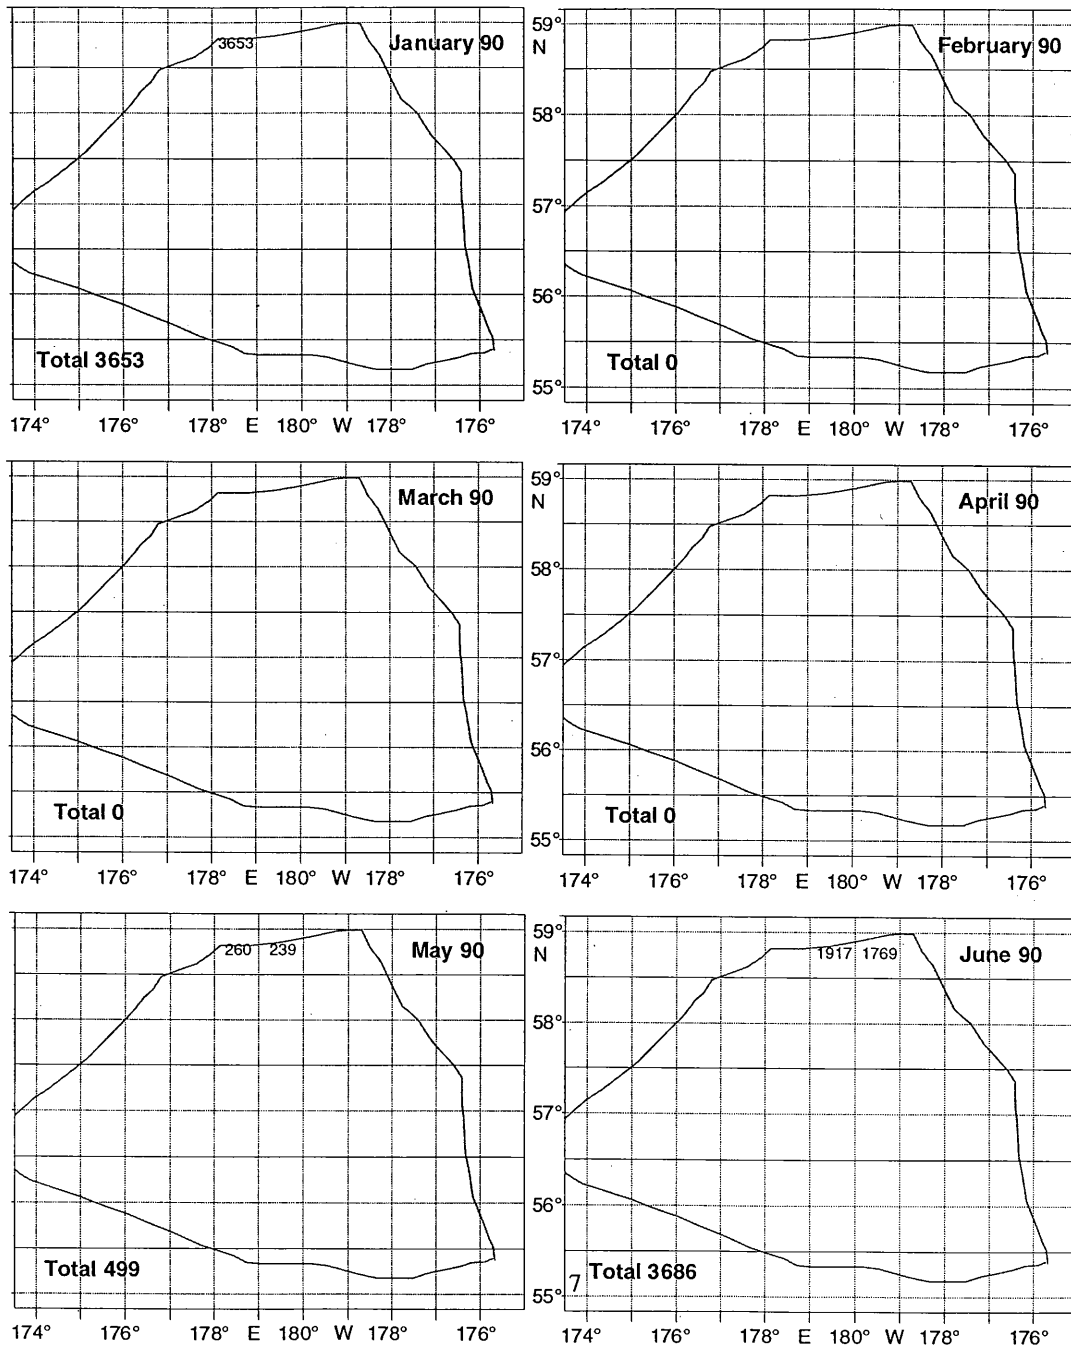 January 90
3653
Total 3653
174° 176° 178° E 180° W 178° 176°
February 90
59°
N
58°
57°
56°
55°
Total 0
174° 176° 178° E 180° W 178° 176°
March 90
Total 0
174° 176° 178° E 180° W 178° 176°
April 90
59°
N
58°
57°
56°
55°
Total 0
174° 176° 178° E 180° W 178° 176°
May 90
260 239
Total 499
174° 176° 178° E 180° W 178° 176°
June 90
1917 1769
59°
N
58°
57°
56°
55°
7
Total 3686
174° 176° 178° E 180° W 178° 176°